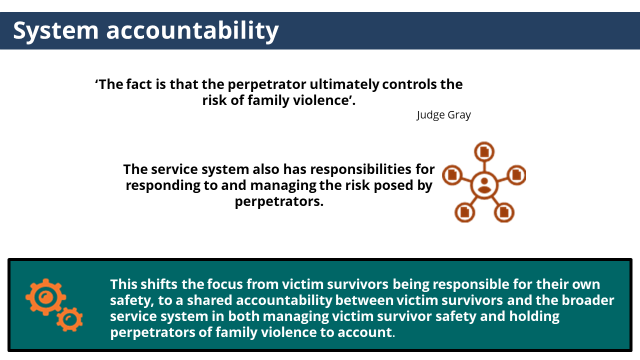 System accountability
‘The fact is that the perpetrator ultimately controls the
risk of family violence’.
Judge Gray
The service system also has responsibilities for
responding to and managing the risk posed by
perpetrators.
This shifts the focus from victim survivors being responsible for their own
safety, to a shared accountability between victim survivors and the broader
service system in both managing victim survivor safety and holding
perpetrators of family violence to account.